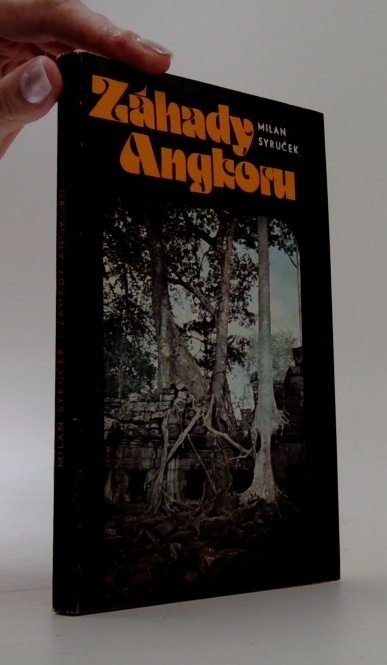 Záhady
Angkoru
MILAN
SYRUČEK
MILAN SYRUČEK ZÁHADY ANGKORU